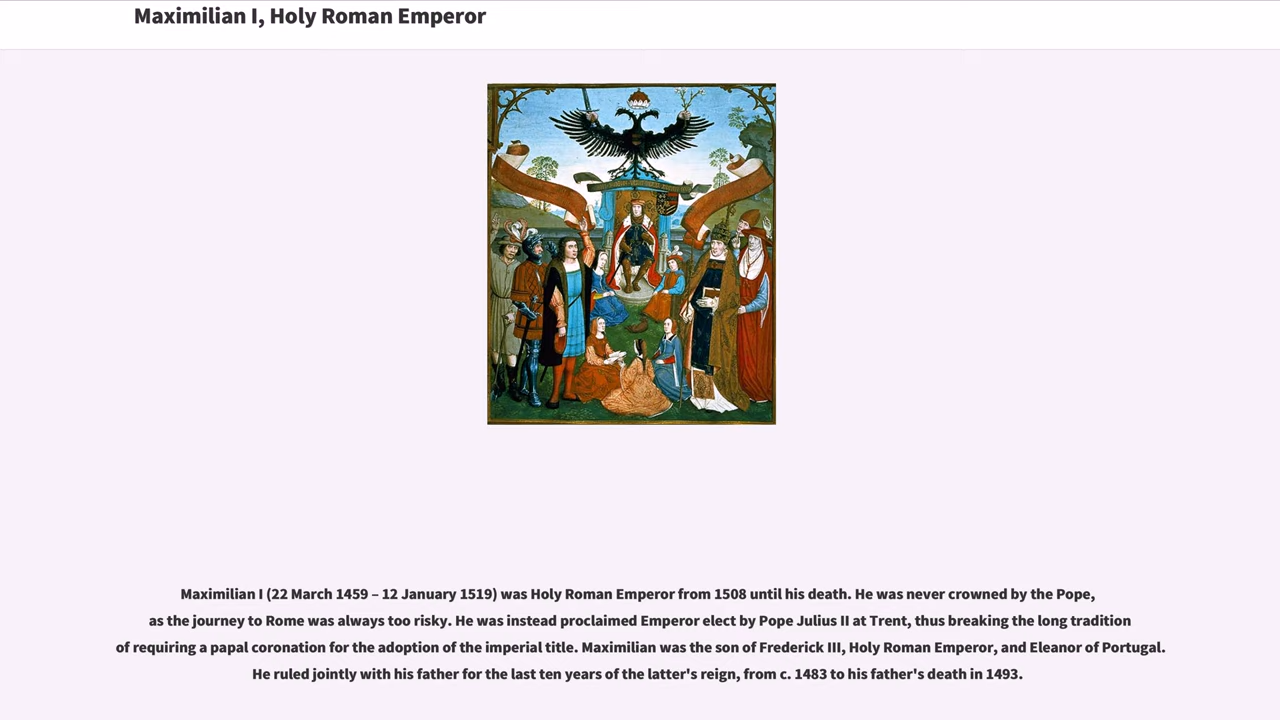 Maximilian I, Holy Roman Emperor
Maximilian I (22 March 1459 – 12 January 1519) was Holy Roman Emperor from 1508 until his death. He was never crowned by the Pope,
as the journey to Rome was always too risky. He was instead proclaimed Emperor elect by Pope Julius II at Trent, thus breaking the long tradition
of requiring a papal coronation for the adoption of the imperial title. Maximilian was the son of Frederick III, Holy Roman Emperor, and Eleanor of Portugal.
He ruled jointly with his father for the last ten years of the latter's reign, from c. 1483 to his father's death in 1493.